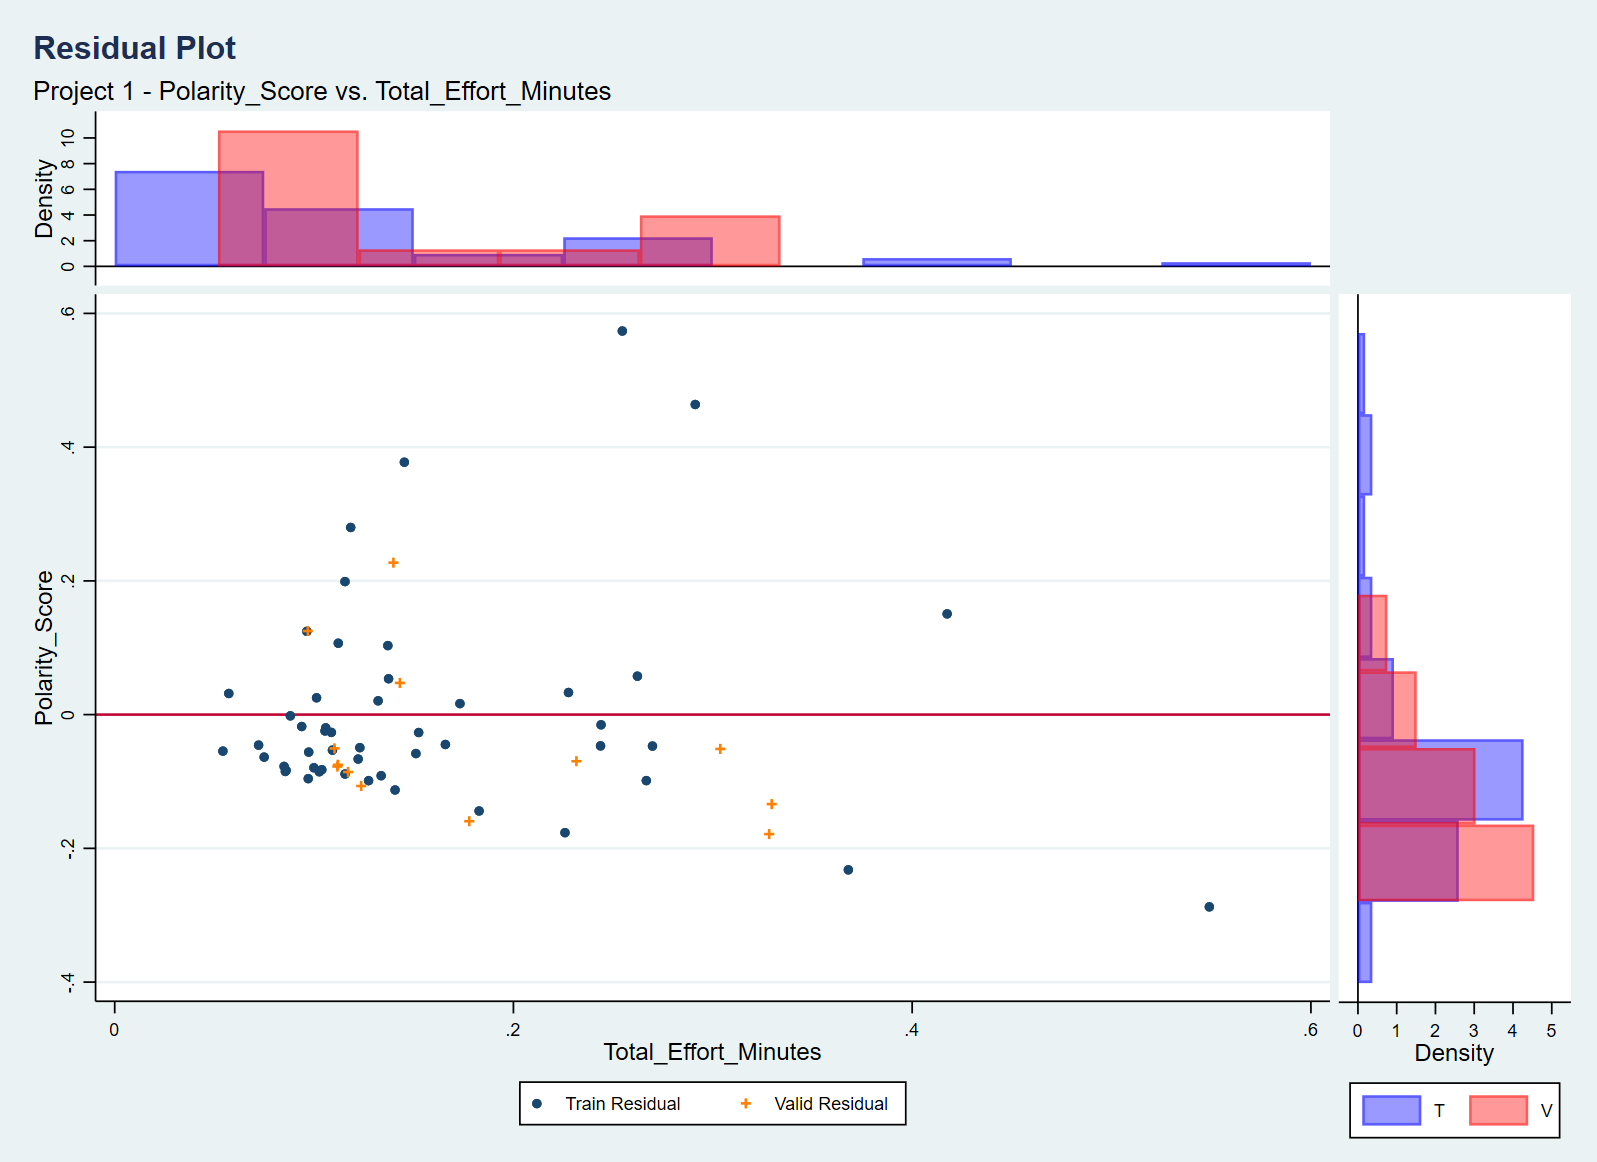 Residual Plot
Project 1 - Polarity_Score vs. Total_Effort_Minutes
Density
10
8
6
4
2
0
Polarity_Score
.6
.4
.2
0
-.2
-.4
0 .2 .4 .6
Total_Effort_Minutes
0 1 2 3 4 5
Density
Train Residual Valid Residual
T V